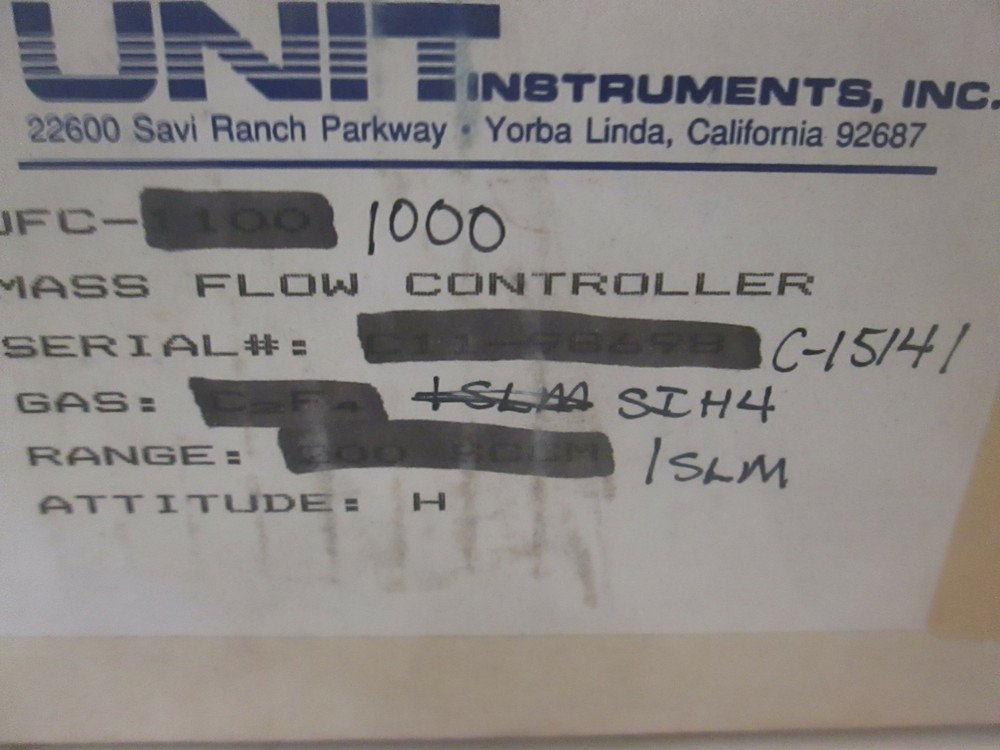 UNIT INSTRUMENTS, INC.
22600 Savi Ranch Parkway • Yorba Linda, California 92687
UFC-1100 1000
MASS FLOW CONTROLLER
SERIAL#: C-15141
GAS: 1SLM SIH4
RANGE: 1SLM
ATTITUDE: H